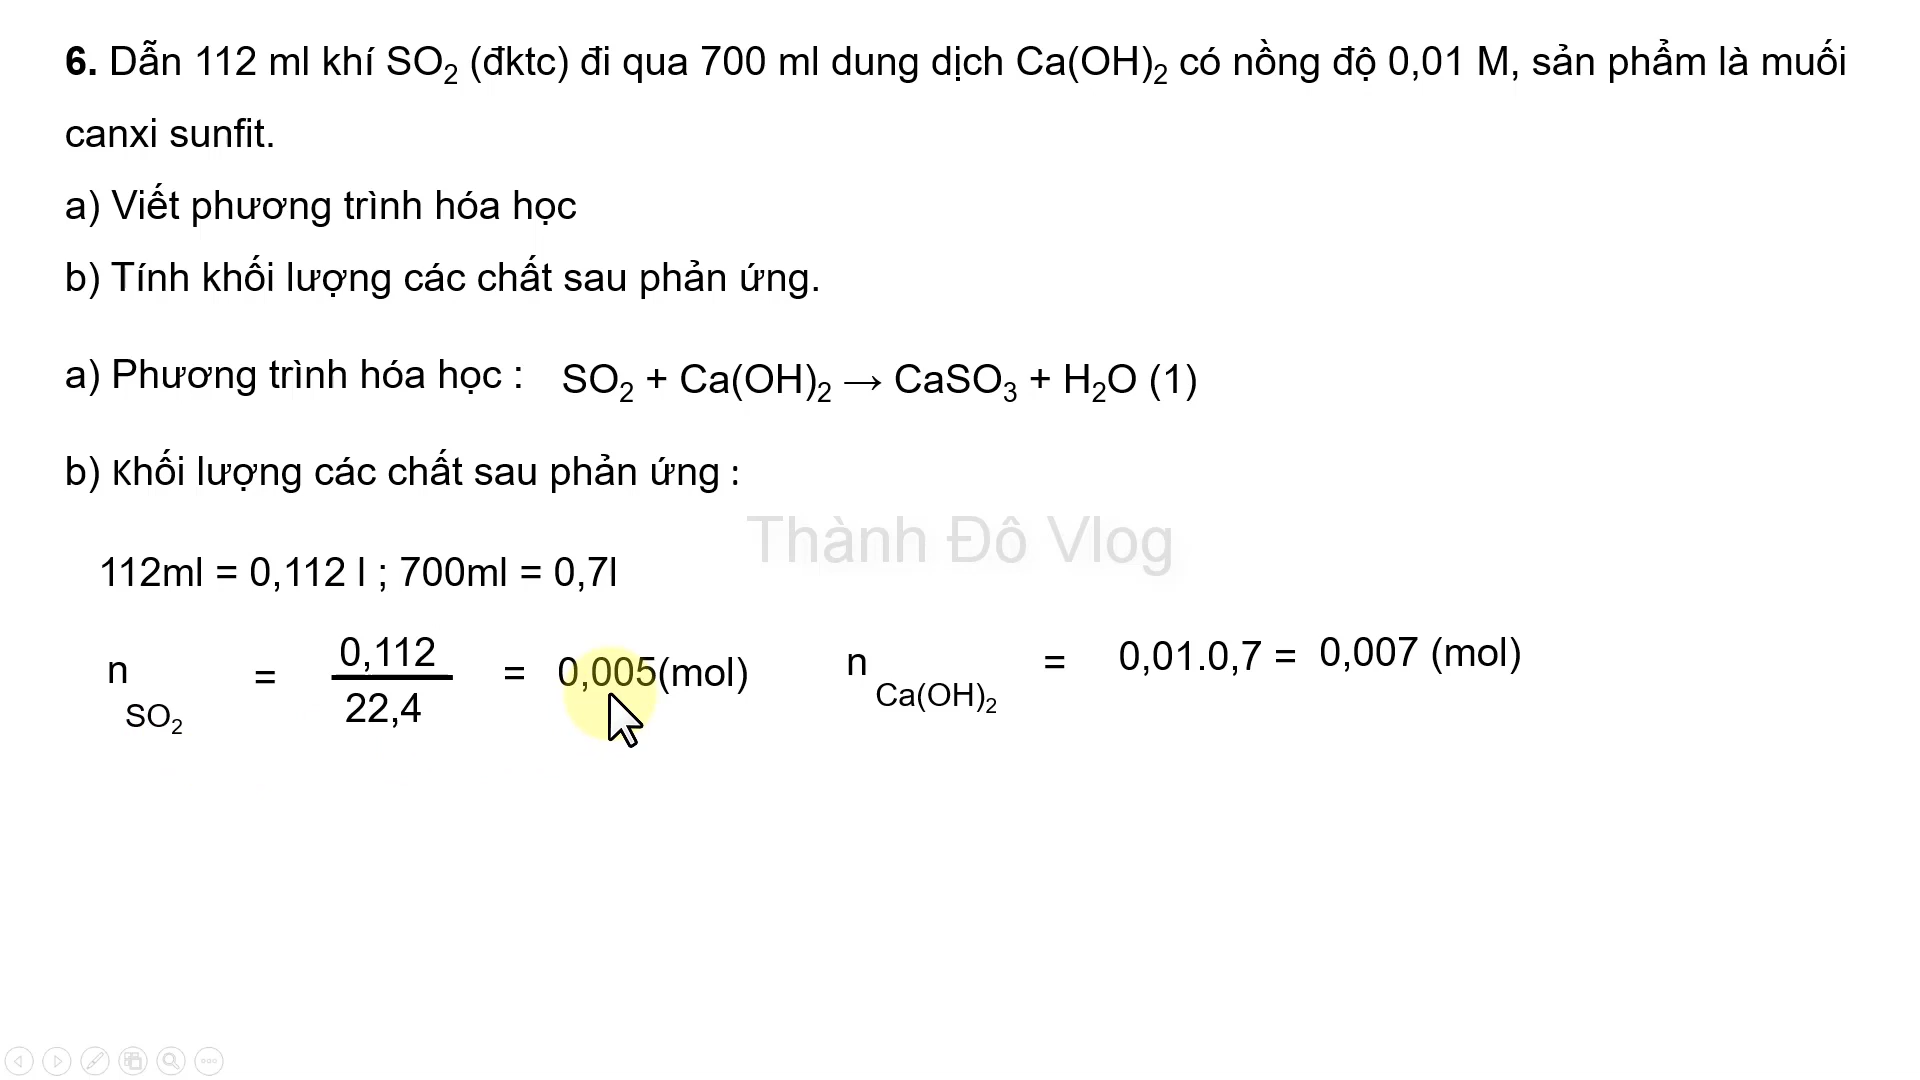 6. Dẫn 112 ml khí SO₂ (đktc) đi qua 700 ml dung dịch Ca(OH)₂ có nồng độ 0,01 M, sản phẩm là muối
canxi sunfit.
a) Viết phương trình hóa học
b) Tính khối lượng các chất sau phản ứng.
a) Phương trình hóa học : SO₂ + Ca(OH)₂ → CaSO₃ + H₂O (1)
b) Khối lượng các chất sau phản ứng :
Thành Đô Vlog
112ml = 0,112 l ; 700ml = 0,7l
n SO₂ = 0,112 / 22,4 = 0,005(mol) n Ca(OH)₂ = 0,01.0,7 = 0,007 (mol)